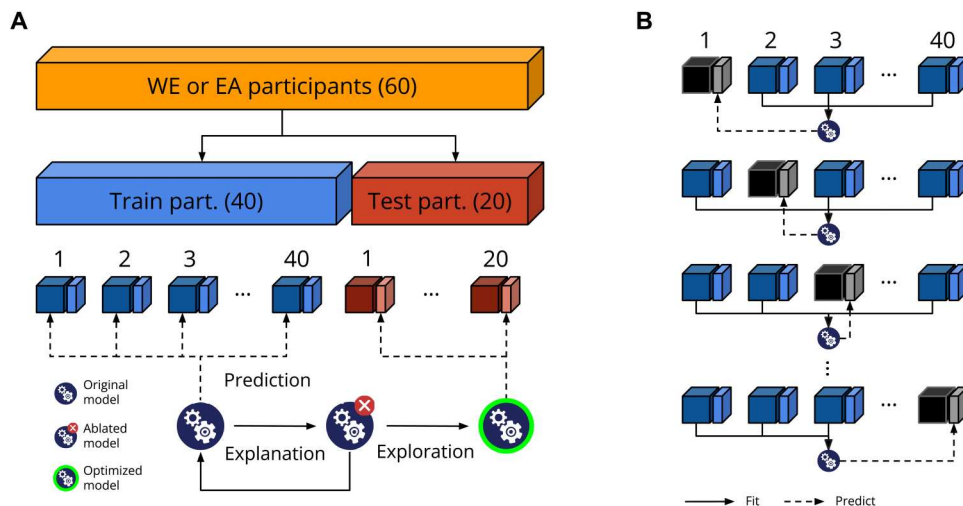 A
WE or EA participants (60)
Train part. (40)
Test part. (20)
1 2 3 40 1 20
... ...
Prediction
Original
model
Ablated
model
Optimized
model
Explanation
Exploration
B
1 2 3 40
...
...
...
...
...
Fit
Predict